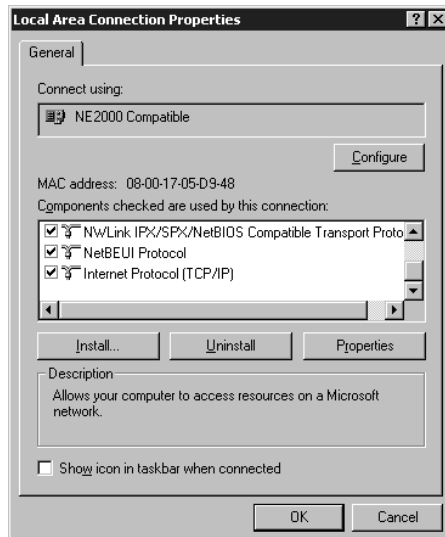 Local Area Connection Properties
General
Connect using:
NE2000 Compatible
Configure
MAC address: 08-00-17-05-D9-48
Components checked are used by this connection:
NWLink IPX/SPX/NetBIOS Compatible Transport Proto
NetBEUI Protocol
Internet Protocol (TCP/IP)
Install... Uninstall Properties
Description
Allows your computer to access resources on a Microsoft
network.
Show icon in taskbar when connected
OK Cancel